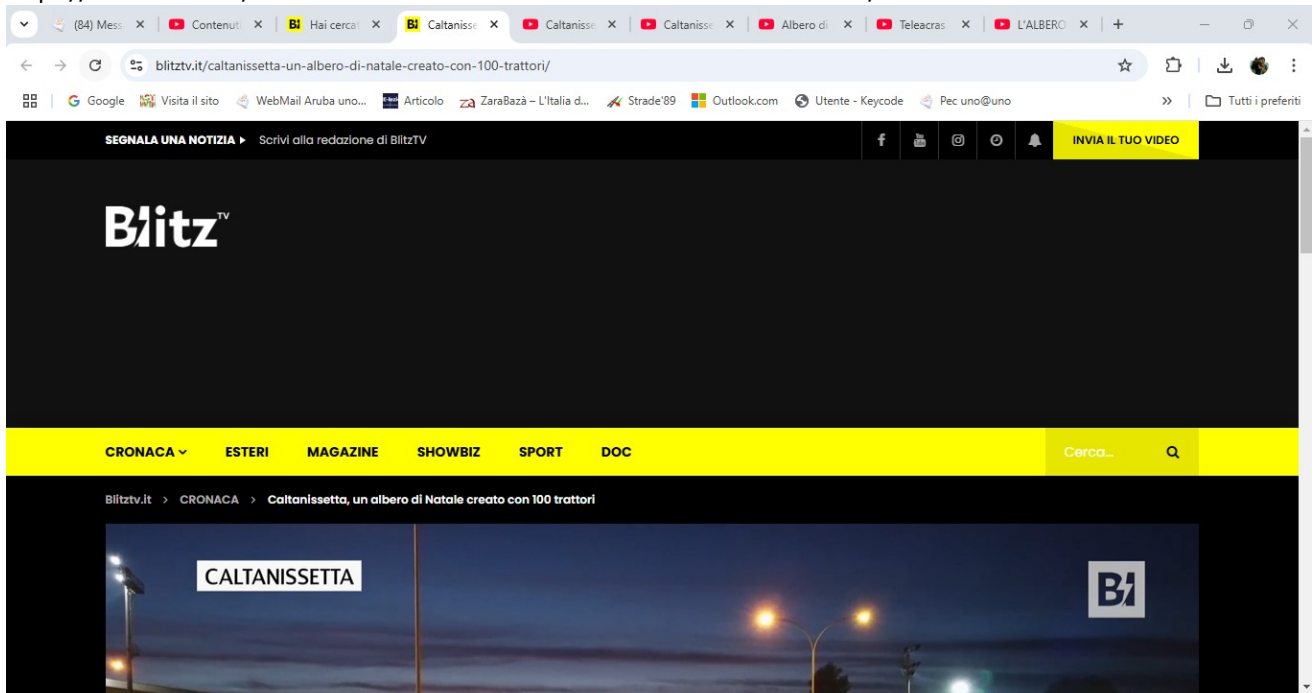 (84) Mess
Contenuti
Hai cercat
Caltanisse
Caltanisse
Caltanisse
Albero di
Teleacras
L'ALBERO
blitztv.it/caltanissetta-un-albero-di-natale-creato-con-100-trattori/
Google
Visita il sito
WebMail Aruba uno...
Articolo
ZaraBazà – L'Italia d...
Strade'89
Outlook.com
Utente - Keycode
Pec uno@uno
Tutti i preferiti
SEGNALA UNA NOTIZIA Scrivi alla redazione di BlitzTV
INVIA IL TUO VIDEO
Blitz TV
CRONACA ESTERI MAGAZINE SHOWBIZ SPORT DOC Cerca...
Blitztv.it > CRONACA > Caltanissetta, un albero di Natale creato con 100 trattori
CALTANISSETTA